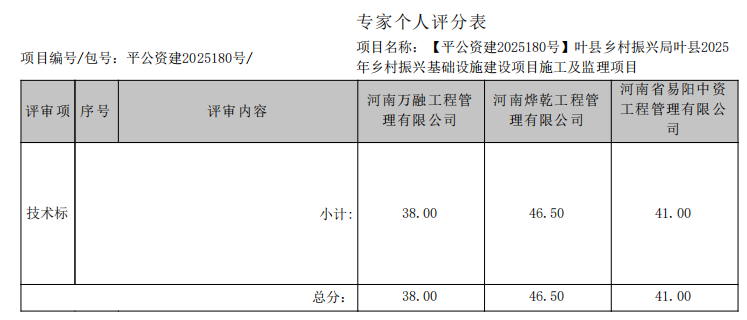 专家个人评分表
项目编号/包号: 平公资建2025180号/
项目名称: 【平公资建2025180号】叶县乡村振兴局叶县2025
年乡村振兴基础设施建设项目施工及监理项目
评审项 序号 评审内容 河南万融工程管理有限公司 河南烨乾工程管理有限公司 河南省易阳中资工程管理有限公司
技术标 小计: 38.00 46.50 41.00
总分: 38.00 46.50 41.00